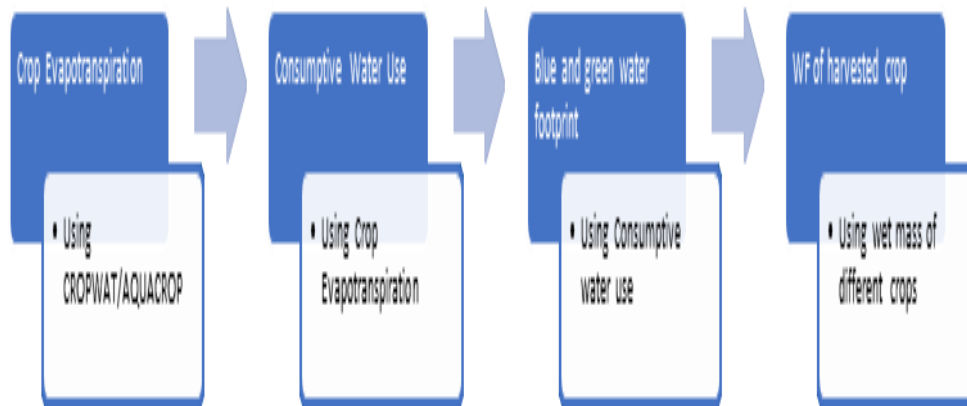 Crop Evapotranspiration
• Using
CROPWAT/AQUACROP
Consumptive Water Use
• Using Crop
Evapotranspiration
Blue and green water
footprint
• Using Consumptive
water use
WF of harvested crop
• Using wet mass of
different crops